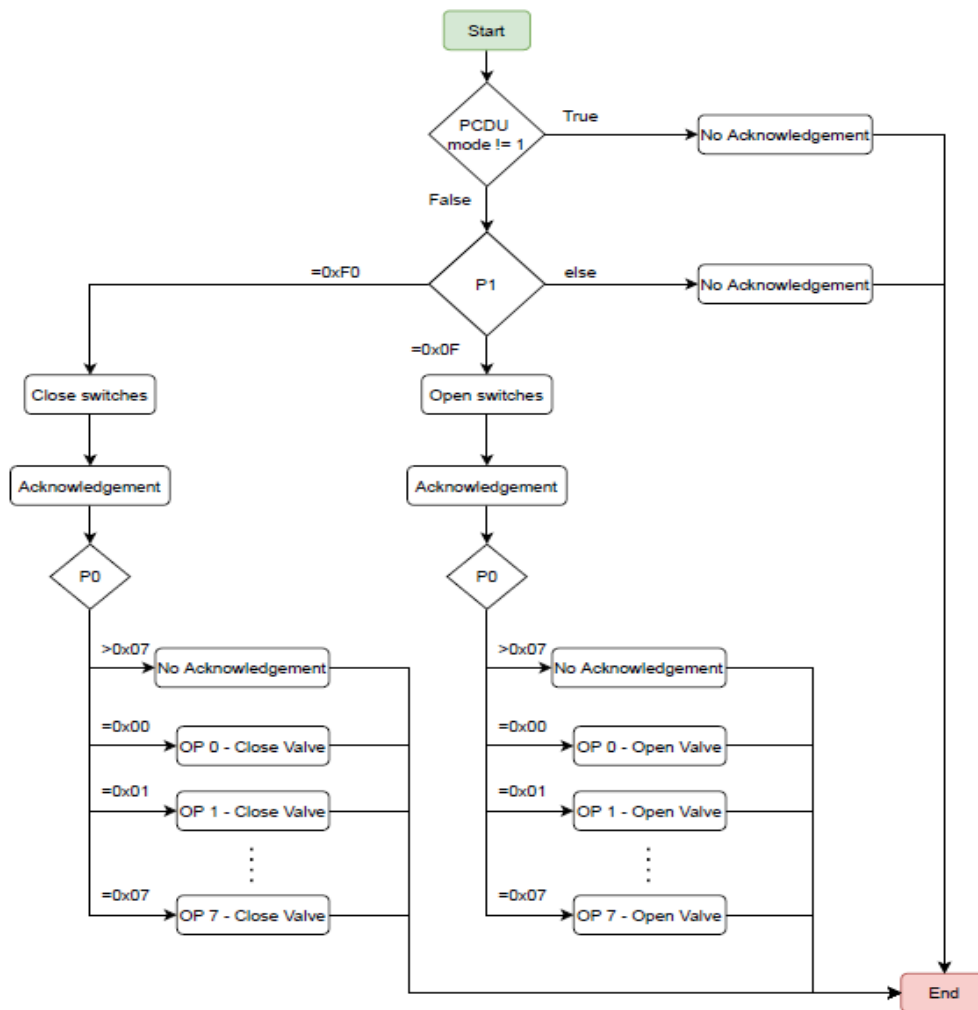 Start
PCDU
mode != 1
True
No Acknowledgement
False
P1
=0xF0
else
No Acknowledgement
=0x0F
Close switches
Open switches
Acknowledgement
Acknowledgement
P0
P0
>0x07
No Acknowledgement
>0x07
No Acknowledgement
=0x00
OP 0 - Close Valve
=0x00
OP 0 - Open Valve
=0x01
OP 1 - Close Valve
=0x01
OP 1 - Open Valve
=0x07
OP 7 - Close Valve
=0x07
OP 7 - Open Valve
End